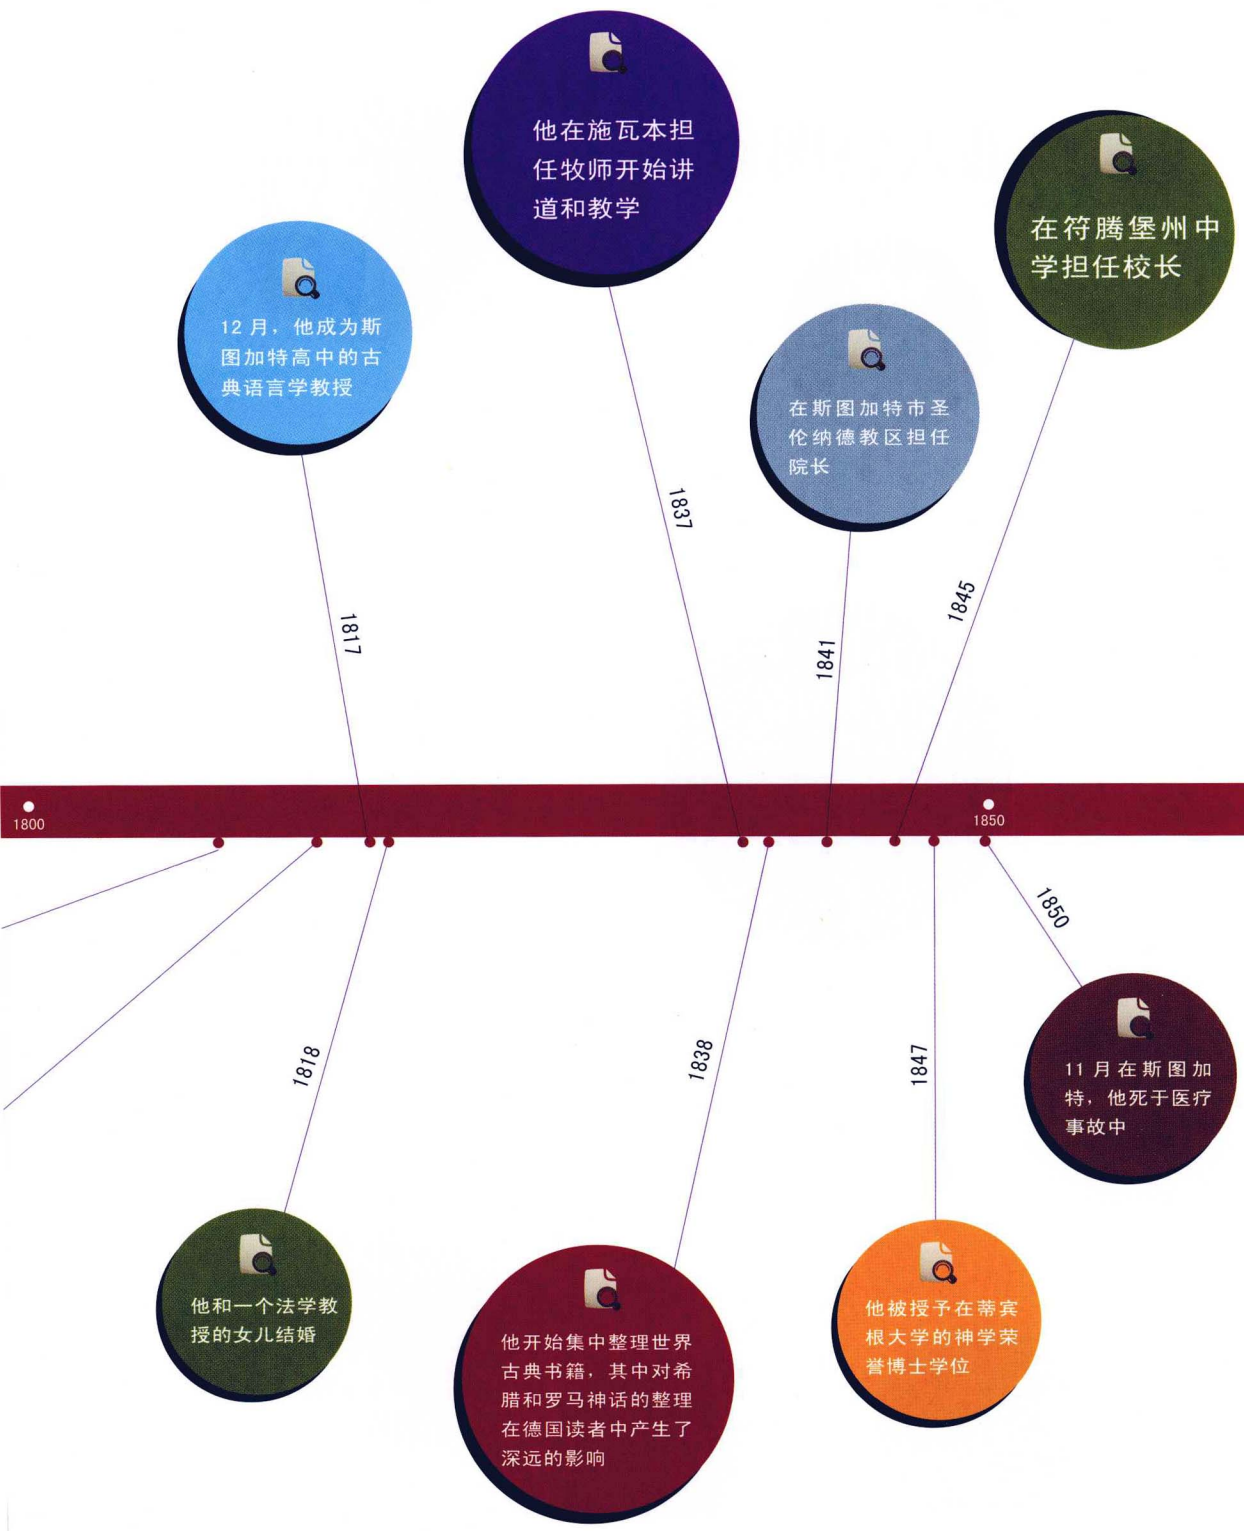 他在施瓦本担
任牧师开始讲
道和教学
在符腾堡州中
学担任校长
12 月，他成为斯
图加特高中的古
典语言学教授
在斯图加特市圣
伦纳德教区担任
院长
1837
1845
1817
1841
1800
1850
1850
1818
1838
1847
11 月在斯图加
特，他死于医疗
事故中
他和一个法学教
授的女儿结婚
他开始集中整理世界
古典书籍，其中对希
腊和罗马神话的整理
在德国读者中产生了
深远的影响
他被授予在蒂宾
根大学的神学荣
誉博士学位